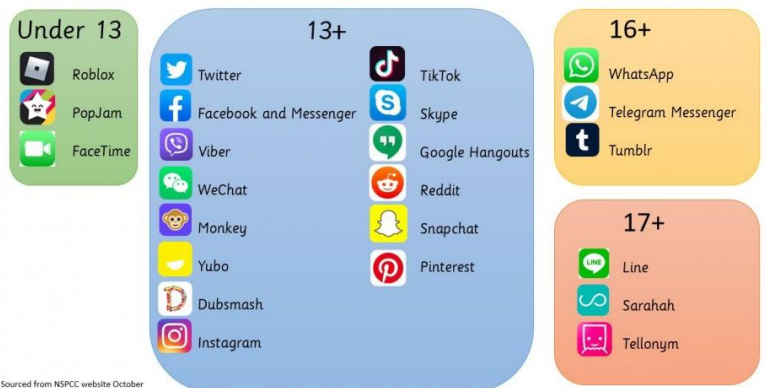 Under 13
Roblox
PopJam
FaceTime
13+
Twitter
Facebook and Messenger
Viber
WeChat
Monkey
Yubo
Dubsmash
Instagram
TikTok
Skype
Google Hangouts
Reddit
Snapchat
Pinterest
16+
WhatsApp
Telegram Messenger
Tumblr
17+
LINE
Line
Sarahah
Tellonym
Sourced from NSPCC website October